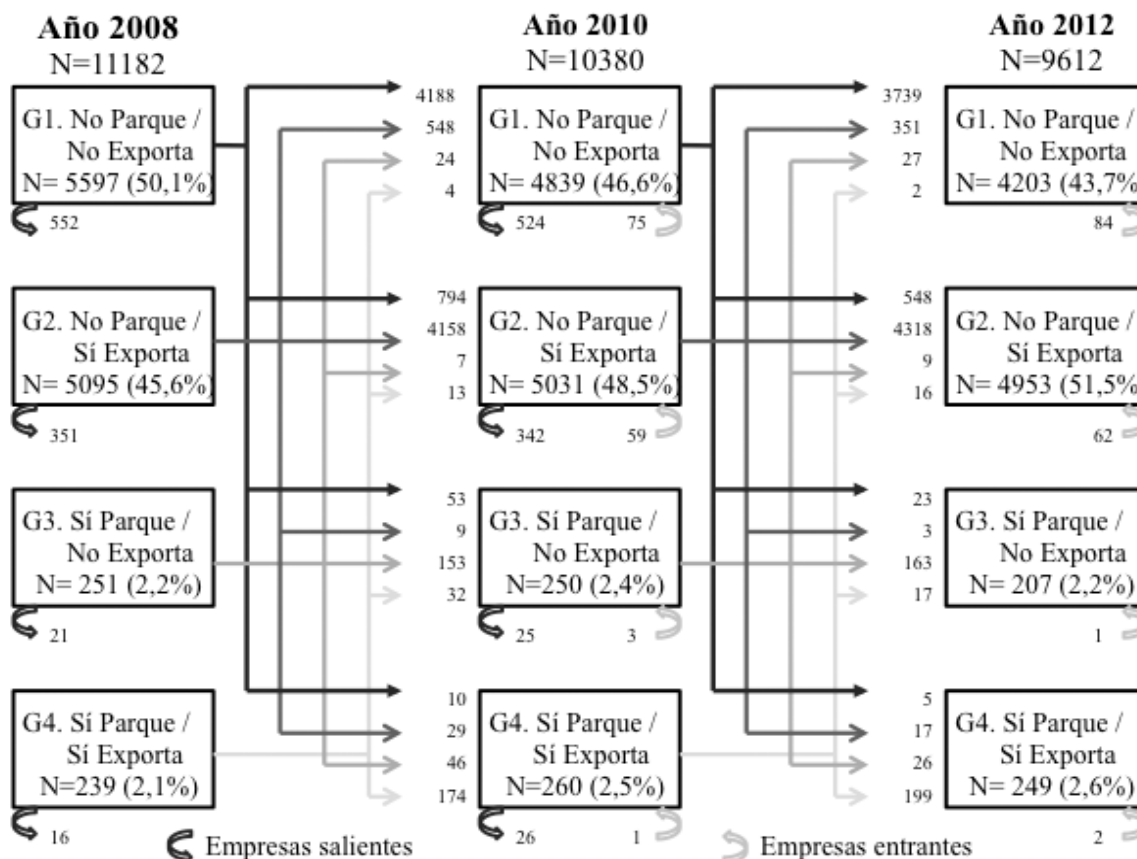 Año 2008
N=11182
Año 2010
N=10380
Año 2012
N=9612
G1. No Parque /
No Exporta
N= 5597 (50,1%)
552
4188
548
24
4
G1. No Parque /
No Exporta
N= 4839 (46,6%)
524
75
3739
351
27
2
G1. No Parque /
No Exporta
N= 4203 (43,7%
84
G2. No Parque /
Sí Exporta
N= 5095 (45,6%)
351
794
4158
7
13
G2. No Parque /
Sí Exporta
N= 5031 (48,5%)
342
59
548
4318
9
16
G2. No Parque /
Sí Exporta
N= 4953 (51,5%
62
G3. Sí Parque /
No Exporta
N= 251 (2,2%)
21
53
9
153
32
G3. Sí Parque /
No Exporta
N=250 (2,4%)
25
3
23
3
163
17
G3. Sí Parque /
No Exporta
N= 207 (2,2%)
1
G4. Sí Parque /
Sí Exporta
N=239 (2,1%)
16
10
29
46
174
G4. Sí Parque /
Sí Exporta
N=260 (2,5%)
26
1
5
17
26
199
G4. Sí Parque /
Sí Exporta
N= 249 (2,6%)
2
Empresas salientes
Empresas entrantes